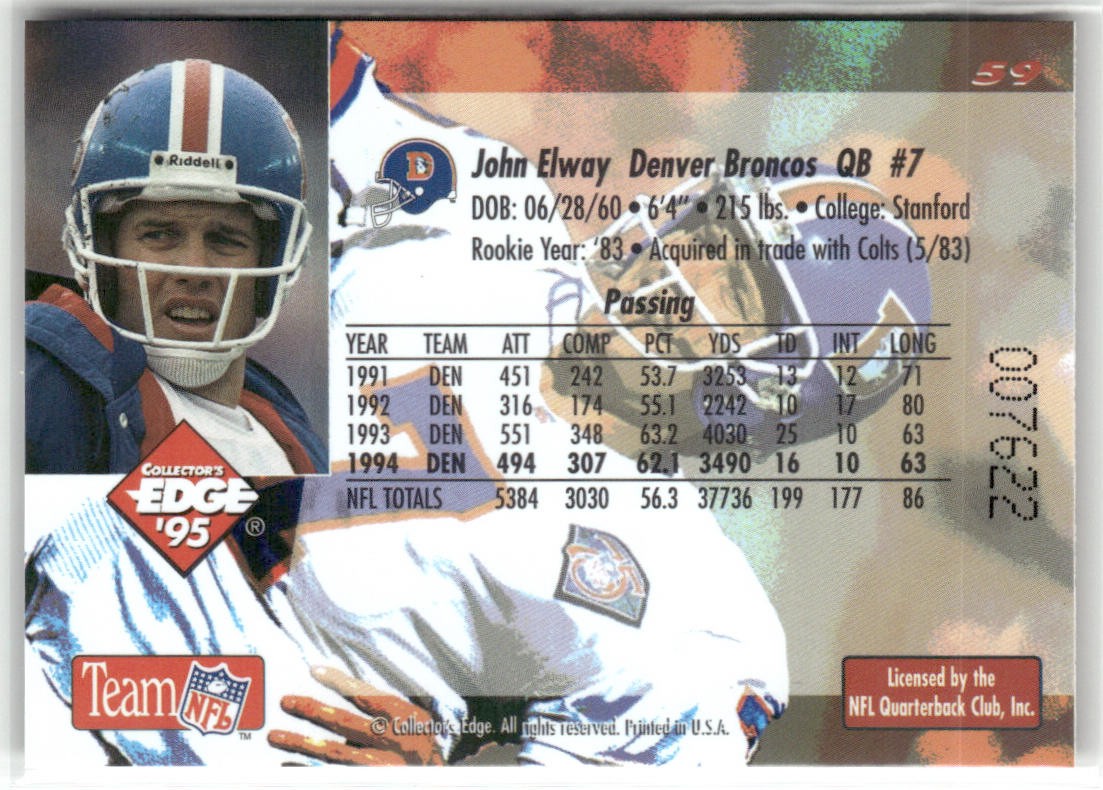 59
Riddell
John Elway Denver Broncos QB #7
DOB: 06/28/60 • 6'4" • 215 lbs. • College: Stanford
Rookie Year: '83 • Acquired in trade with Colts (5/83)
Passing
YEAR TEAM ATT COMP PCT YDS TD INT LONG
1991 DEN 451 242 53.7 3253 13 12 71
1992 DEN 316 174 55.1 2242 10 17 80
1993 DEN 551 348 63.2 4030 25 10 63
1994 DEN 494 307 62.1 3490 16 10 63
NFL TOTALS 5384 3030 56.3 37736 199 177 86
007622
COLLECTOR'S
EDGE
'95 ®
Team NFL ™
© Collector's Edge. All rights reserved. Printed in U.S.A.
Licensed by the
NFL Quarterback Club, Inc.